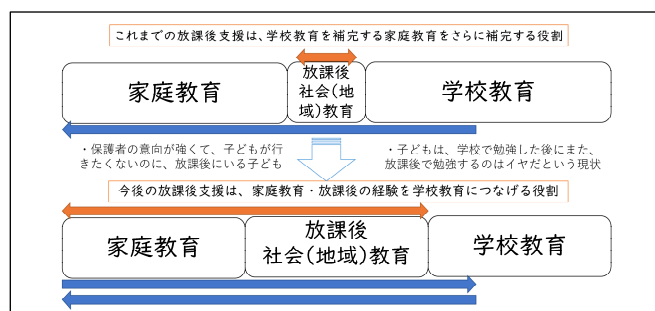 これまでの放課後支援は、学校教育を補完する家庭教育をさらに補完する役割
家庭教育
放課後
社会(地
域)教育
学校教育
・保護者の意向が強くて、子どもが行
きたくないのに、放課後にいる子ども
・子どもは、学校で勉強した後にまた、
放課後で勉強するのはイヤだという現状
今後の放課後支援は、家庭教育・放課後の経験を学校教育につなげる役割
家庭教育
放課後
社会(地域)教育
学校教育